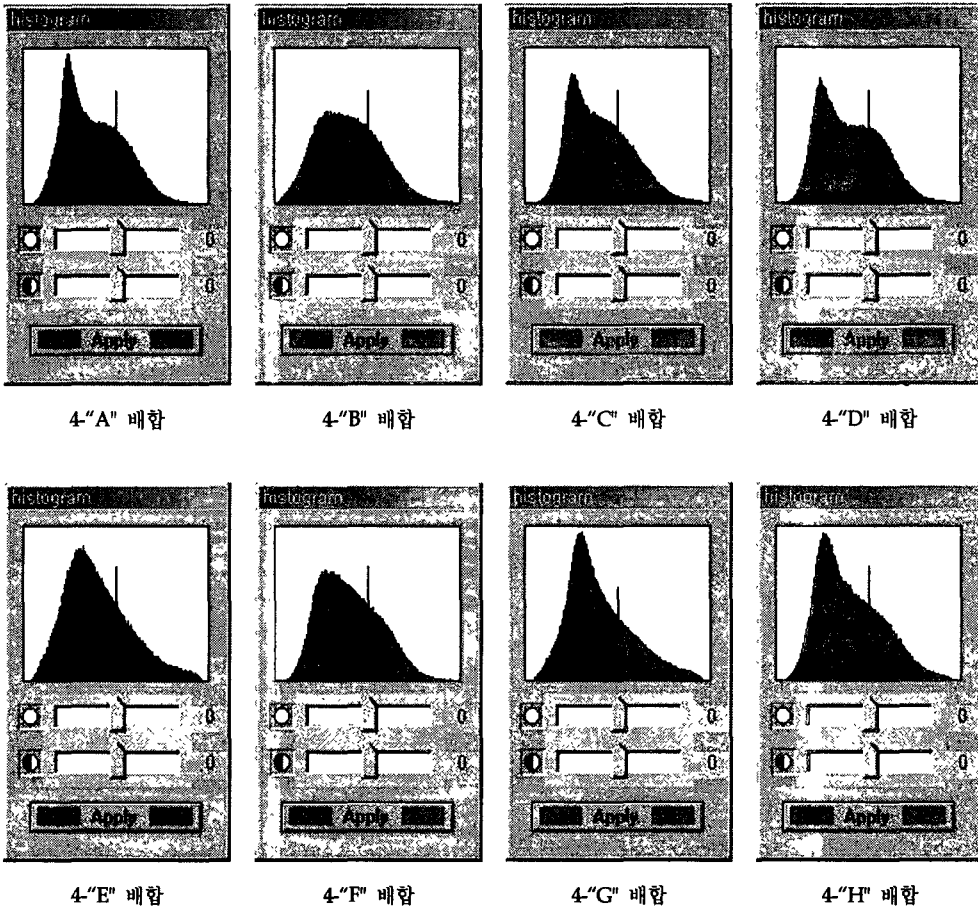 histogram histogram histogram histogram
0 0 0 0
0 0 0 0
Apply Apply Apply Apply
4-“A" 배합 4-“B" 배합 4-“C" 배합 4-“D" 배합
histogram histogram histogram histogram
0 0 0 0
0 0 0 0
Apply Apply Apply Apply
4-“E" 배합 4-“F" 배합 4-“G" 배합 4-“H" 배합